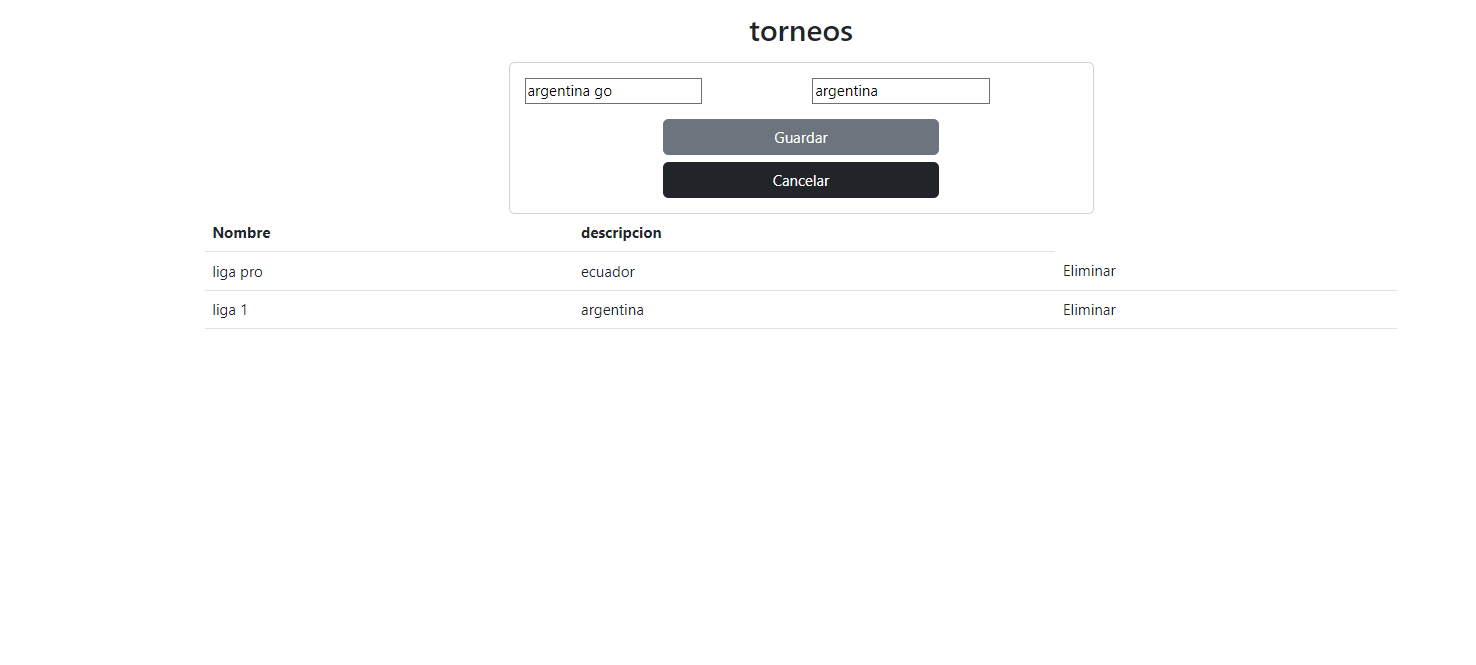 torneos
argentina go argentina
Guardar
Cancelar
Nombre descripcion
liga pro ecuador Eliminar
liga 1 argentina Eliminar